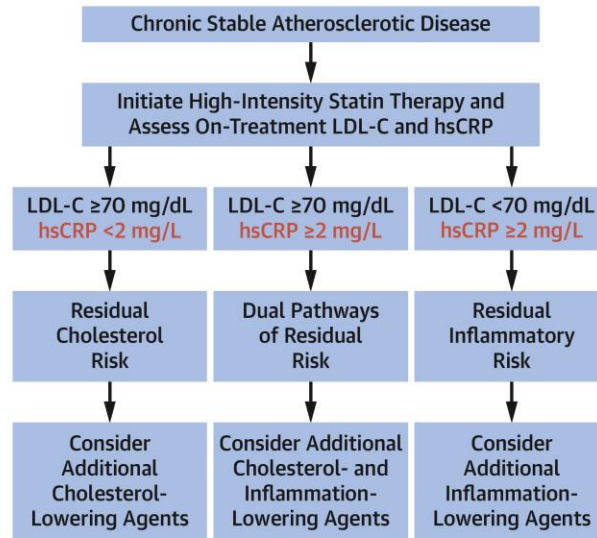 Chronic Stable Atherosclerotic Disease
Initiate High-Intensity Statin Therapy and
Assess On-Treatment LDL-C and hsCRP
LDL-C ≥70 mg/dL
hsCRP <2 mg/L
LDL-C ≥70 mg/dL
hsCRP ≥2 mg/L
LDL-C <70 mg/dL
hsCRP ≥2 mg/L
Residual
Cholesterol
Risk
Dual Pathways
of Residual
Risk
Residual
Inflammatory
Risk
Consider
Additional
Cholesterol-
Lowering Agents
Consider Additional
Cholesterol- and
Inflammation-
Lowering Agents
Consider
Additional
Inflammation-
Lowering Agents